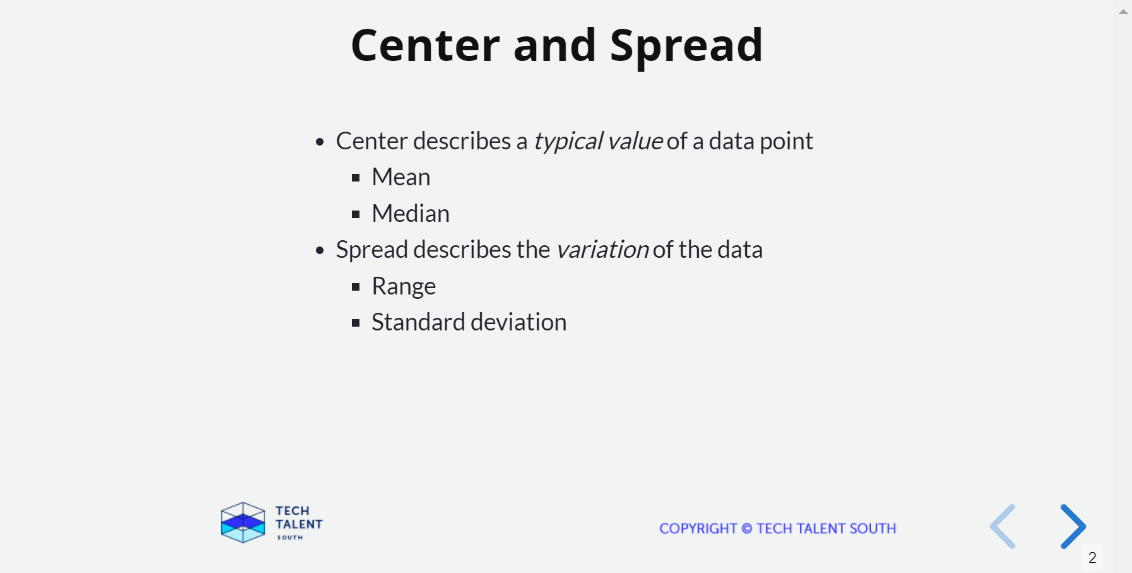 Center and Spread
• Center describes a typical value of a data point
▪ Mean
▪ Median
• Spread describes the variation of the data
▪ Range
▪ Standard deviation
TECH
TALENT
SOUTH
COPYRIGHT © TECH TALENT SOUTH
2